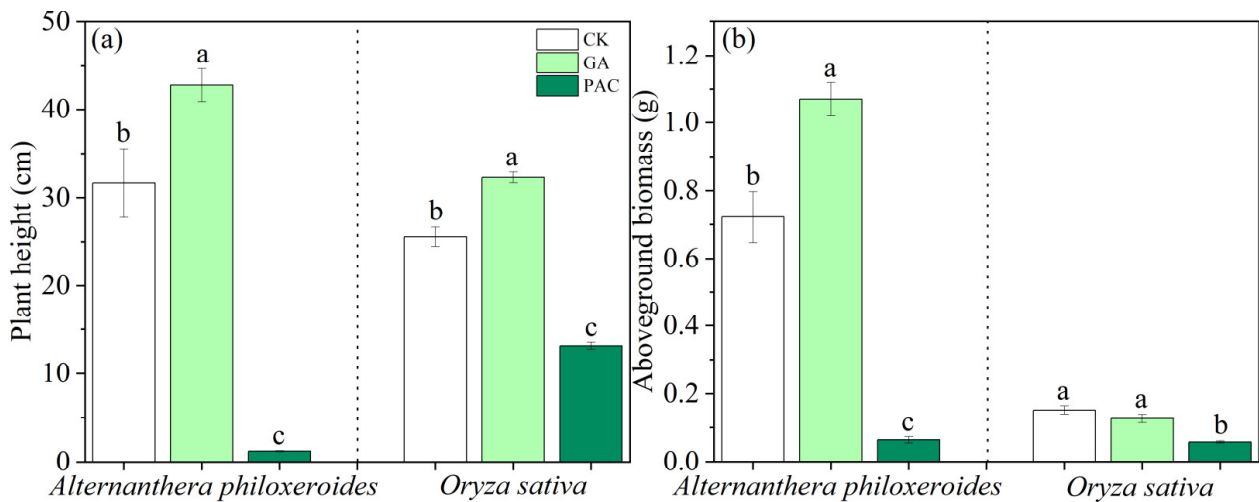 (a)
CK
GA
PAC
Plant height (cm)
50
40
30
20
10
0
b
a
c
b
a
c
Alternanthera philoxeroides
Oryza sativa
(b)
Aboveground biomass (g)
1.2
1.0
0.8
0.6
0.4
0.2
0.0
b
a
c
a
a
b
Alternanthera philoxeroides
Oryza sativa